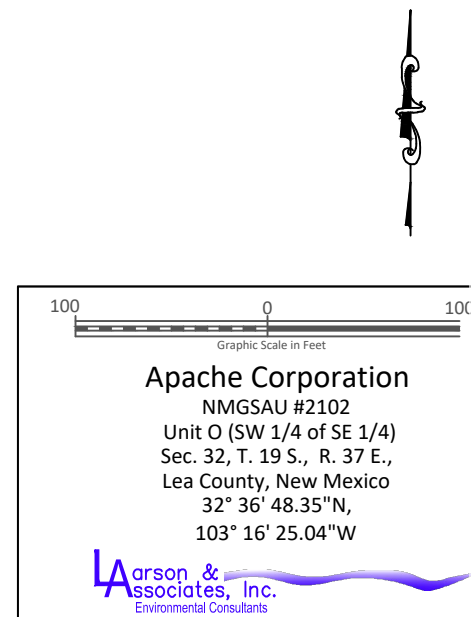 100 0 100
Graphic Scale in Feet
Apache Corporation
NMGSAU #2102
Unit O (SW 1/4 of SE 1/4)
Sec. 32, T. 19 S., R. 37 E.,
Lea County, New Mexico
32° 36' 48.35"N,
103° 16' 25.04"W
Larson &
Associates, Inc.
Environmental Consultants